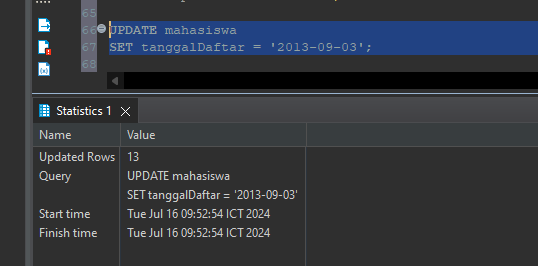 65
66 UPDATE mahasiswa
67 SET tanggalDaftar = '2013-09-03';
68
Statistics 1
Name Value
Updated Rows 13
Query UPDATE mahasiswa
SET tanggalDaftar = '2013-09-03'
Start time Tue Jul 16 09:52:54 ICT 2024
Finish time Tue Jul 16 09:52:54 ICT 2024